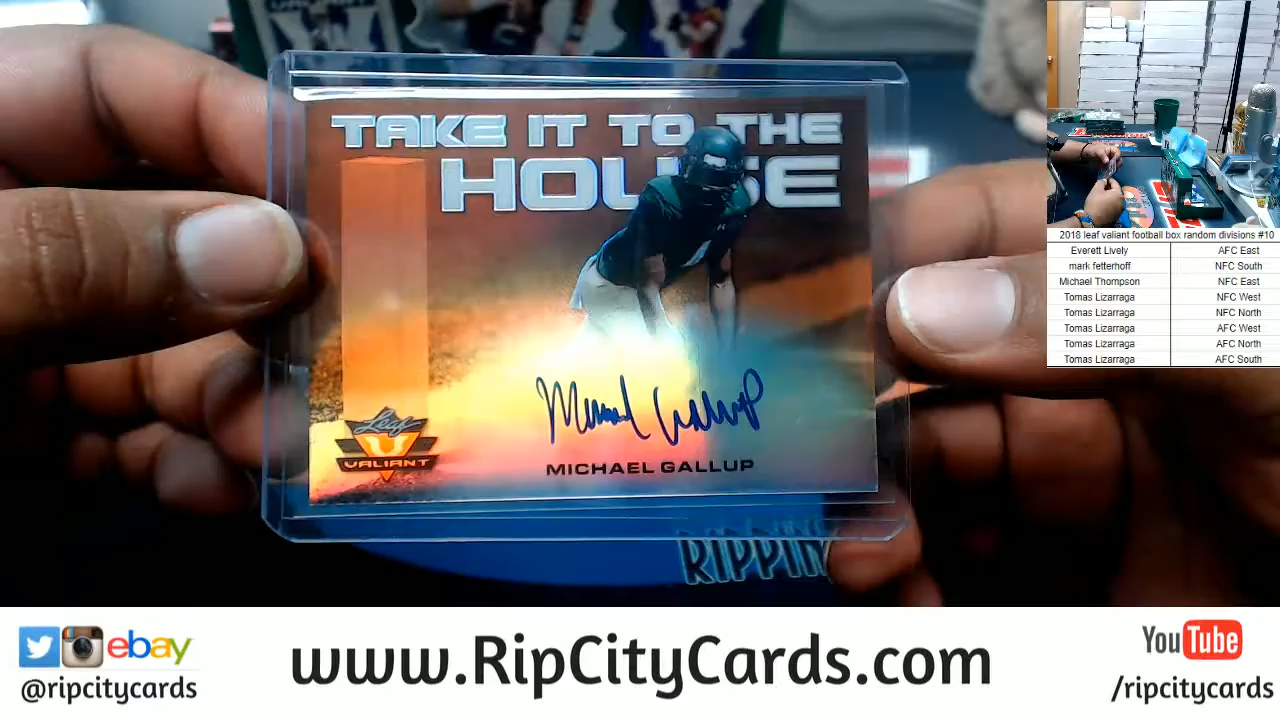 TAKE IT TO THE
HOUSE
Leaf
VALIANT
Michael Gallup
MICHAEL GALLUP
RIPPIN
2018 leaf valiant football box random divisions #10
Everett Lively AFC East
mark fetterhoff NFC South
Michael Thompson NFC East
Tomas Lizarraga NFC West
Tomas Lizarraga NFC North
Tomas Lizarraga AFC West
Tomas Lizarraga AFC North
Tomas Lizarraga AFC South
ebay
@ripcitycards
www.RipCityCards.com
YouTube
/ripcitycards